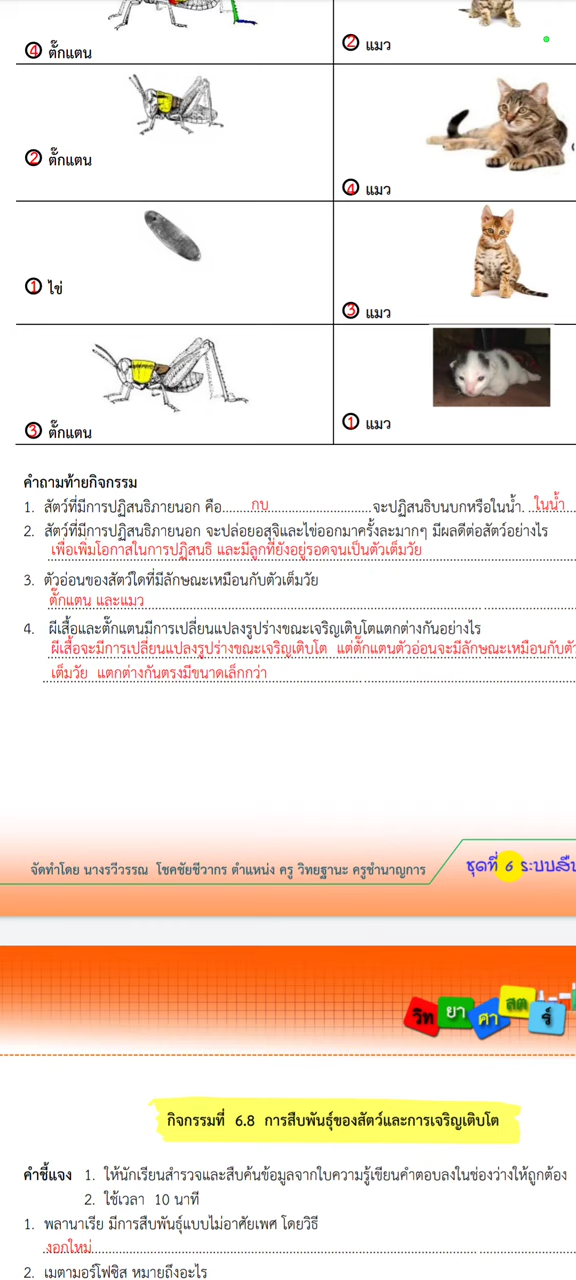 ④ ตั๊กแตน
② แมว
② ตั๊กแตน
④ แมว
① ไข่
③ แมว
③ ตั๊กแตน
① แมว
คำถามท้ายกิจกรรม
1. สัตว์ที่มีการปฏิสนธิภายนอก คือ.......กบ..............................จะปฏิสนธิบนบกหรือในน้ำ. ..ในน้ำ...
2. สัตว์ที่มีการปฏิสนธิภายนอก จะปล่อยอสุจิและไข่ออกมาครั้งละมากๆ มีผลดีต่อสัตว์อย่างไร
เพื่อเพิ่มโอกาสในการปฏิสนธิ และมีลูกที่ยังอยู่รอดจนเป็นตัวเต็มวัย
3. ตัวอ่อนของสัตว์ใดที่มีลักษณะเหมือนกับตัวเต็มวัย
ตั๊กแตน และแมว
4. ผีเสื้อและตั๊กแตนมีการเปลี่ยนแปลงรูปร่างขณะเจริญเติบโตแตกต่างกันอย่างไร
ผีเสื้อจะมีการเปลี่ยนแปลงรูปร่างขณะเจริญเติบโต แต่ตั๊กแตนตัวอ่อนจะมีลักษณะเหมือนกับตัว
เต็มวัย แตกต่างกันตรงมีขนาดเล็กกว่า
จัดทำโดย นางรวีวรรณ โชคชัยชีวากร ตำแหน่ง ครู วิทยฐานะ ครูชำนาญการ
ชุดที่ 6 ระบบสืบ
วิท ยา ศา สต ร์
กิจกรรมที่ 6.8 การสืบพันธุ์ของสัตว์และการเจริญเติบโต
คำชี้แจง 1. ให้นักเรียนสำรวจและสืบค้นข้อมูลจากใบความรู้เขียนคำตอบลงในช่องว่างให้ถูกต้อง
2. ใช้เวลา 10 นาที
1. พลานาเรีย มีการสืบพันธุ์แบบไม่อาศัยเพศ โดยวิธี
งอกใหม่
2. เมตามอร์โฟซิส หมายถึงอะไร